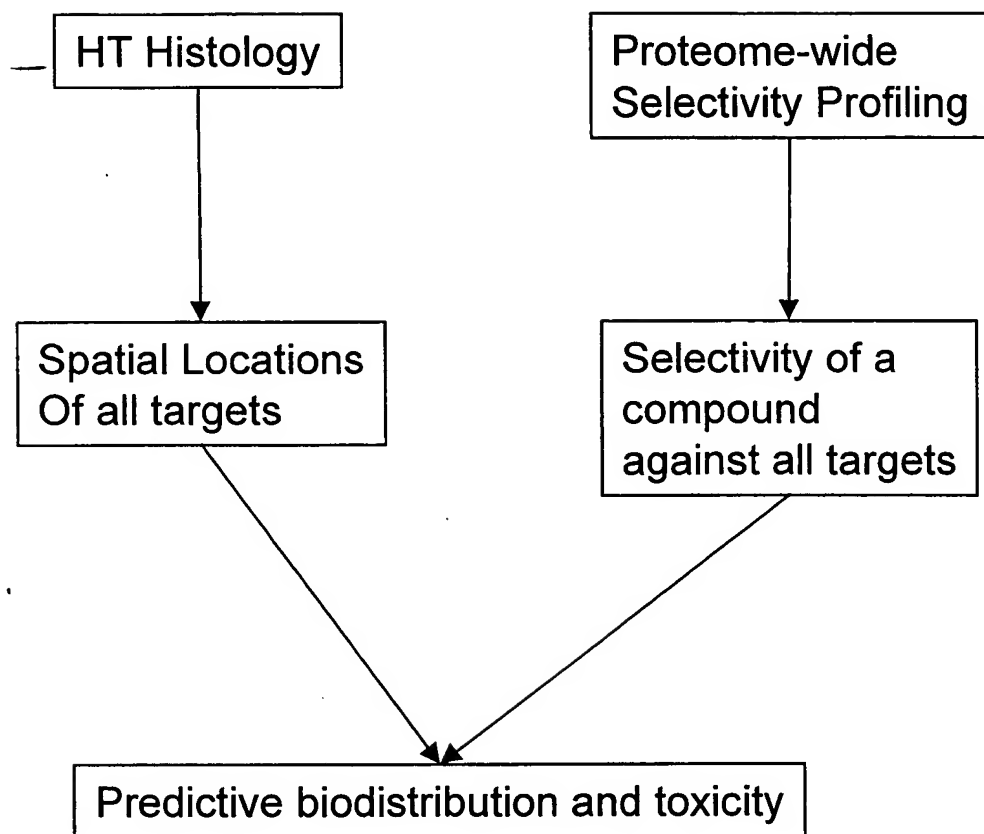 HT Histology
Proteome-wide
Selectivity Profiling
Spatial Locations
Of all targets
Selectivity of a
compound
against all targets
Predictive biodistribution and toxicity